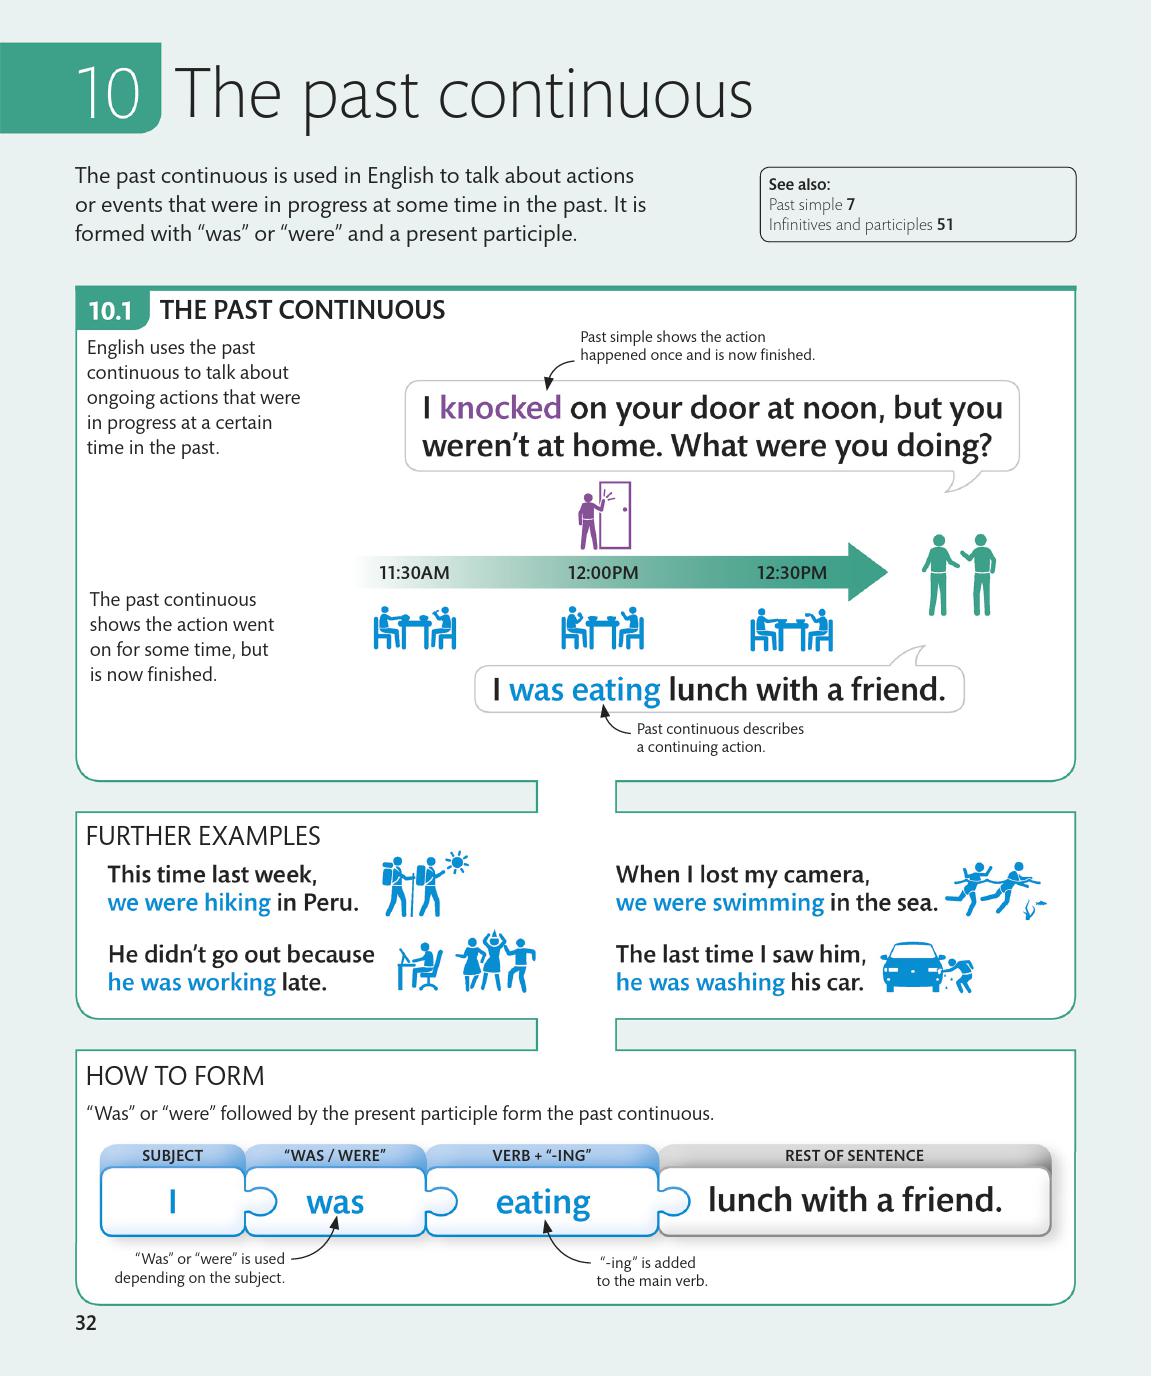 10 The past continuous
The past continuous is used in English to talk about actions
or events that were in progress at some time in the past. It is
formed with “was” or “were” and a present participle.
See also:
Past simple 7
Infinitives and participles 51
10.1 THE PAST CONTINUOUS
English uses the past
continuous to talk about
ongoing actions that were
in progress at a certain
time in the past.
Past simple shows the action
happened once and is now finished.
I knocked on your door at noon, but you
weren’t at home. What were you doing?
11:30AM 12:00PM 12:30PM
The past continuous
shows the action went
on for some time, but
is now finished.
I was eating lunch with a friend.
Past continuous describes
a continuing action.
FURTHER EXAMPLES
This time last week,
we were hiking in Peru.
When I lost my camera,
we were swimming in the sea.
He didn’t go out because
he was working late.
The last time I saw him,
he was washing his car.
HOW TO FORM
“Was” or “were” followed by the present participle form the past continuous.
SUBJECT “WAS / WERE” VERB + “-ING” REST OF SENTENCE
I was eating lunch with a friend.
“Was” or “were” is used
depending on the subject.
“-ing” is added
to the main verb.
32